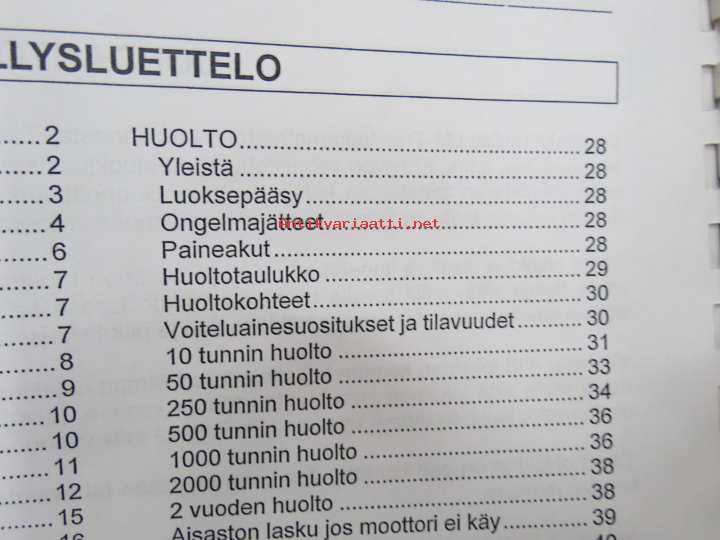 LLYSLUETTELO
......2
......2
......3
......4
......6
......7
......7
......7
......8
......9
......10
......10
......11
......12
......15
16
HUOLTO......28
Yleistä......28
Luoksepääsy......28
Ongelmajätteet......28
antikvariaatti.net
Paineakut......28
Huoltotaulukko......29
Huoltokohteet......30
Voiteluainesuositukset ja tilavuudet......30
10 tunnin huolto......31
50 tunnin huolto......33
250 tunnin huolto......34
500 tunnin huolto......36
1000 tunnin huolto......36
2000 tunnin huolto......38
2 vuoden huolto......38
Aisaston lasku jos moottori ei käy......39